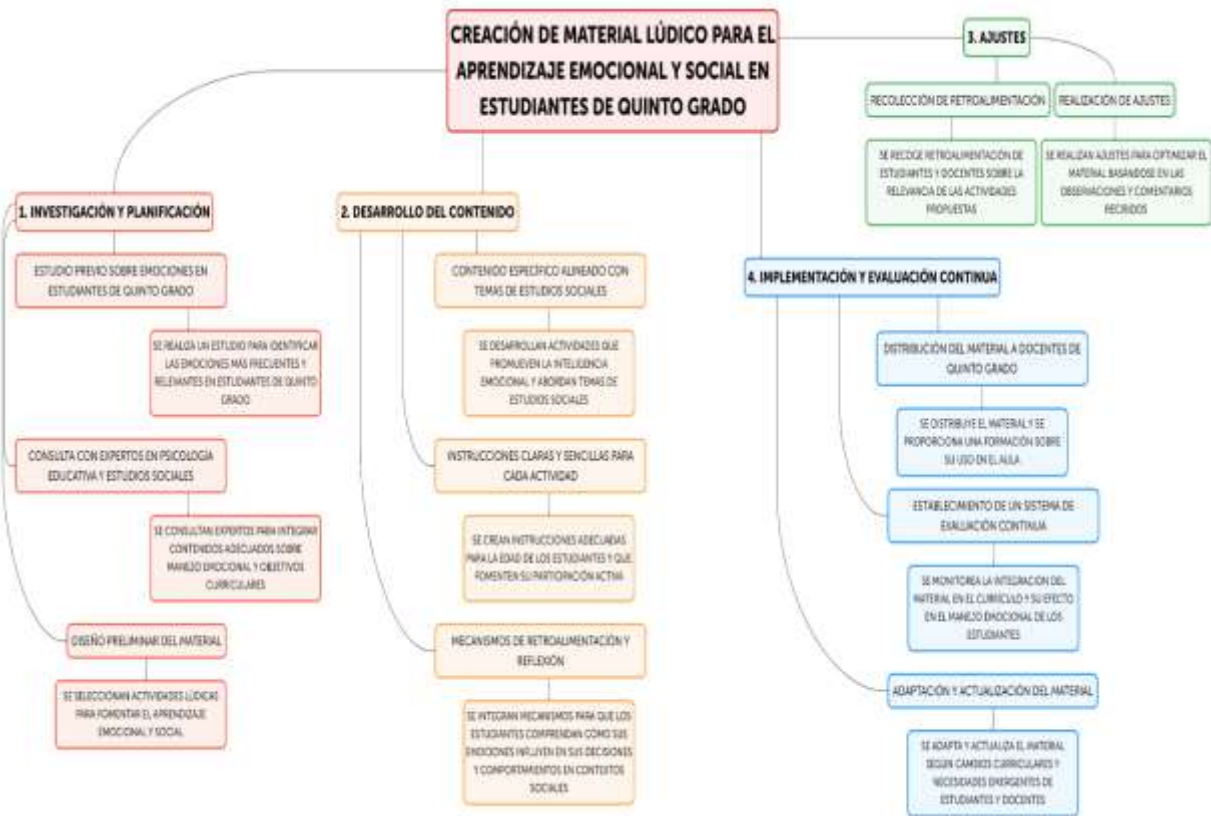 CREACIÓN DE MATERIAL LÚDICO PARA EL
APRENDIZAJE EMOCIONAL Y SOCIAL EN
ESTUDIANTES DE QUINTO GRADO
1. INVESTIGACIÓN Y PLANIFICACIÓN
ESTUDIO PREVIO SOBRE EMOCIONES EN
ESTUDIANTES DE QUINTO GRADO
SE REALIZA UN ESTUDIO PARA IDENTIFICAR
LAS EMOCIONES MÁS FRECUENTES Y
RELEVANTES EN ESTUDIANTES DE QUINTO
GRADO
CONSULTA CON EXPERTOS EN PSICOLOGÍA
EDUCATIVA Y ESTUDIOS SOCIALES
SE CONSULTAN EXPERTOS PARA INTEGRAR
CONTENIDOS ADECUADOS SOBRE
MANEJO EMOCIONAL Y OBJETIVOS
CURRICULARES
DISEÑO PRELIMINAR DEL MATERIAL
SE SELECCIONAN ACTIVIDADES LÚDICAS
PARA FOMENTAR EL APRENDIZAJE
EMOCIONAL Y SOCIAL
2. DESARROLLO DEL CONTENIDO
CONTENIDO ESPECÍFICO ALINEADO CON
TEMAS DE ESTUDIOS SOCIALES
SE DESARROLLAN ACTIVIDADES QUE
PROMUEVEN LA INTELIGENCIA
EMOCIONAL Y ABORDAN TEMAS DE
ESTUDIOS SOCIALES
INSTRUCCIONES CLARAS Y SENCILLAS PARA
CADA ACTIVIDAD
SE CREAN INSTRUCCIONES ADECUADAS
PARA LA EDAD DE LOS ESTUDIANTES Y QUE
FOMENTEN SU PARTICIPACIÓN ACTIVA
MECANISMOS DE RETROALIMENTACIÓN Y
REFLEXIÓN
SE INTEGRAN MECANISMOS PARA QUE LOS
ESTUDIANTES COMPRENDAN CÓMO SUS
EMOCIONES INFLUYEN EN SUS DECISIONES
Y COMPORTAMIENTOS EN CONTEXTOS
SOCIALES
3. AJUSTES
RECOLECCIÓN DE RETROALIMENTACIÓN
SE RECOGE RETROALIMENTACIÓN DE
ESTUDIANTES Y DOCENTES SOBRE LA
RELEVANCIA DE LAS ACTIVIDADES
PROPUESTAS
REALIZACIÓN DE AJUSTES
SE REALIZAN AJUSTES PARA OPTIMIZAR EL
MATERIAL BASÁNDOSE EN LAS
OBSERVACIONES Y COMENTARIOS
RECIBIDOS
4. IMPLEMENTACIÓN Y EVALUACIÓN CONTINUA
DISTRIBUCIÓN DEL MATERIAL A DOCENTES DE
QUINTO GRADO
SE DISTRIBUYE EL MATERIAL Y SE
PROPORCIONA UNA FORMACIÓN SOBRE
SU USO EN EL AULA
ESTABLECIMIENTO DE UN SISTEMA DE
EVALUACIÓN CONTINUA
SE MONITOREA LA INTEGRACIÓN DEL
MATERIAL EN EL CURRÍCULO Y SU EFECTO
EN EL MANEJO EMOCIONAL DE LOS
ESTUDIANTES
ADAPTACIÓN Y ACTUALIZACIÓN DEL MATERIAL
SE ADAPTA Y ACTUALIZA EL MATERIAL
SEGÚN CAMBIOS CURRICULARES Y
NECESIDADES EMERGENTES DE
ESTUDIANTES Y DOCENTES